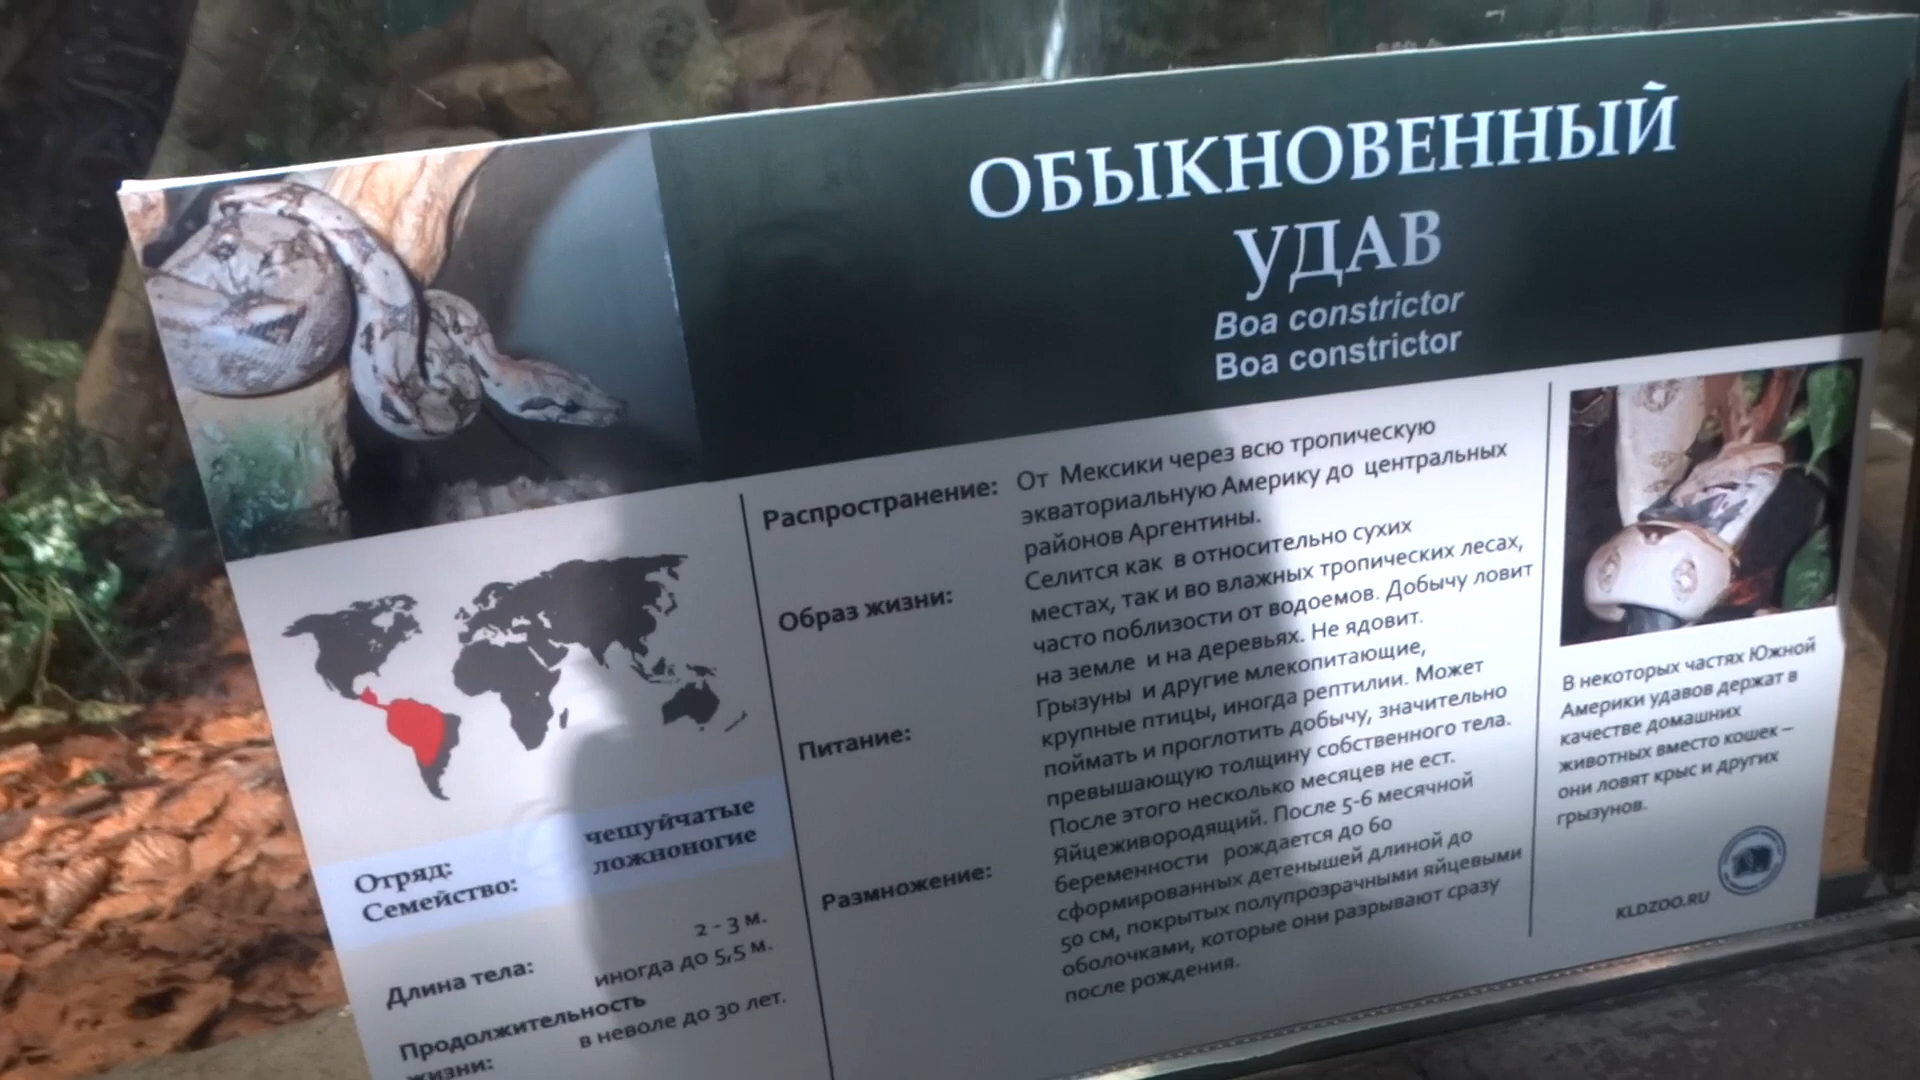 ОБЫКНОВЕННЫЙ
УДАВ
Boa constrictor
Boa constrictor
Отряд: чешуйчатые
Семейство: ложноногие
Длина тела: 2 - 3 м.
иногда до 5,5 м.
Продолжительность
жизни: в неволе до 30 лет.
Распространение: От Мексики через всю тропическую
экваториальную Америку до центральных
районов Аргентины.
Образ жизни: Селится как в относительно сухих
местах, так и во влажных тропических лесах,
часто поблизости от водоемов. Добычу ловит
на земле и на деревьях. Не ядовит.
Питание: Грызуны и другие млекопитающие,
крупные птицы, иногда рептилии. Может
поймать и проглотить добычу, значительно
превышающую толщину собственного тела.
После этого несколько месяцев не ест.
Размножение: Яйцеживородящий. После 5-6 месячной
беременности рождается до 60
сформированных детенышей длиной до
50 см, покрытых полупрозрачными яйцевыми
оболочками, которые они разрывают сразу
после рождения.
В некоторых частях Южной
Америки удавов держат в
качестве домашних
животных вместо кошек –
они ловят крыс и других
грызунов.
KLDZOO.RU